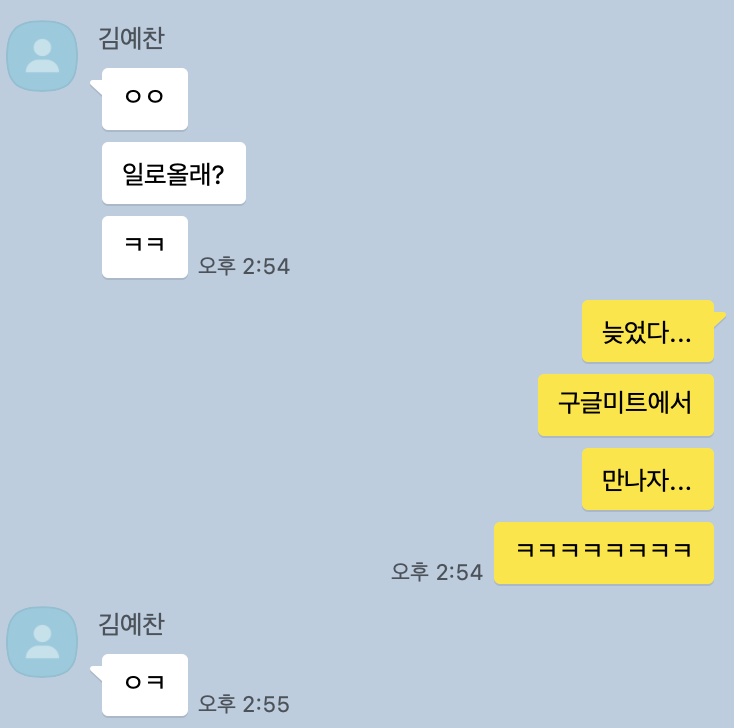 김예찬
ㅇㅇ
일로올래?
ㅋㅋ
오후 2:54
늦었다...
구글미트에서
만나자...
ㅋㅋㅋㅋㅋㅋㅋㅋ
오후 2:54
김예찬
ㅇㅋ
오후 2:55